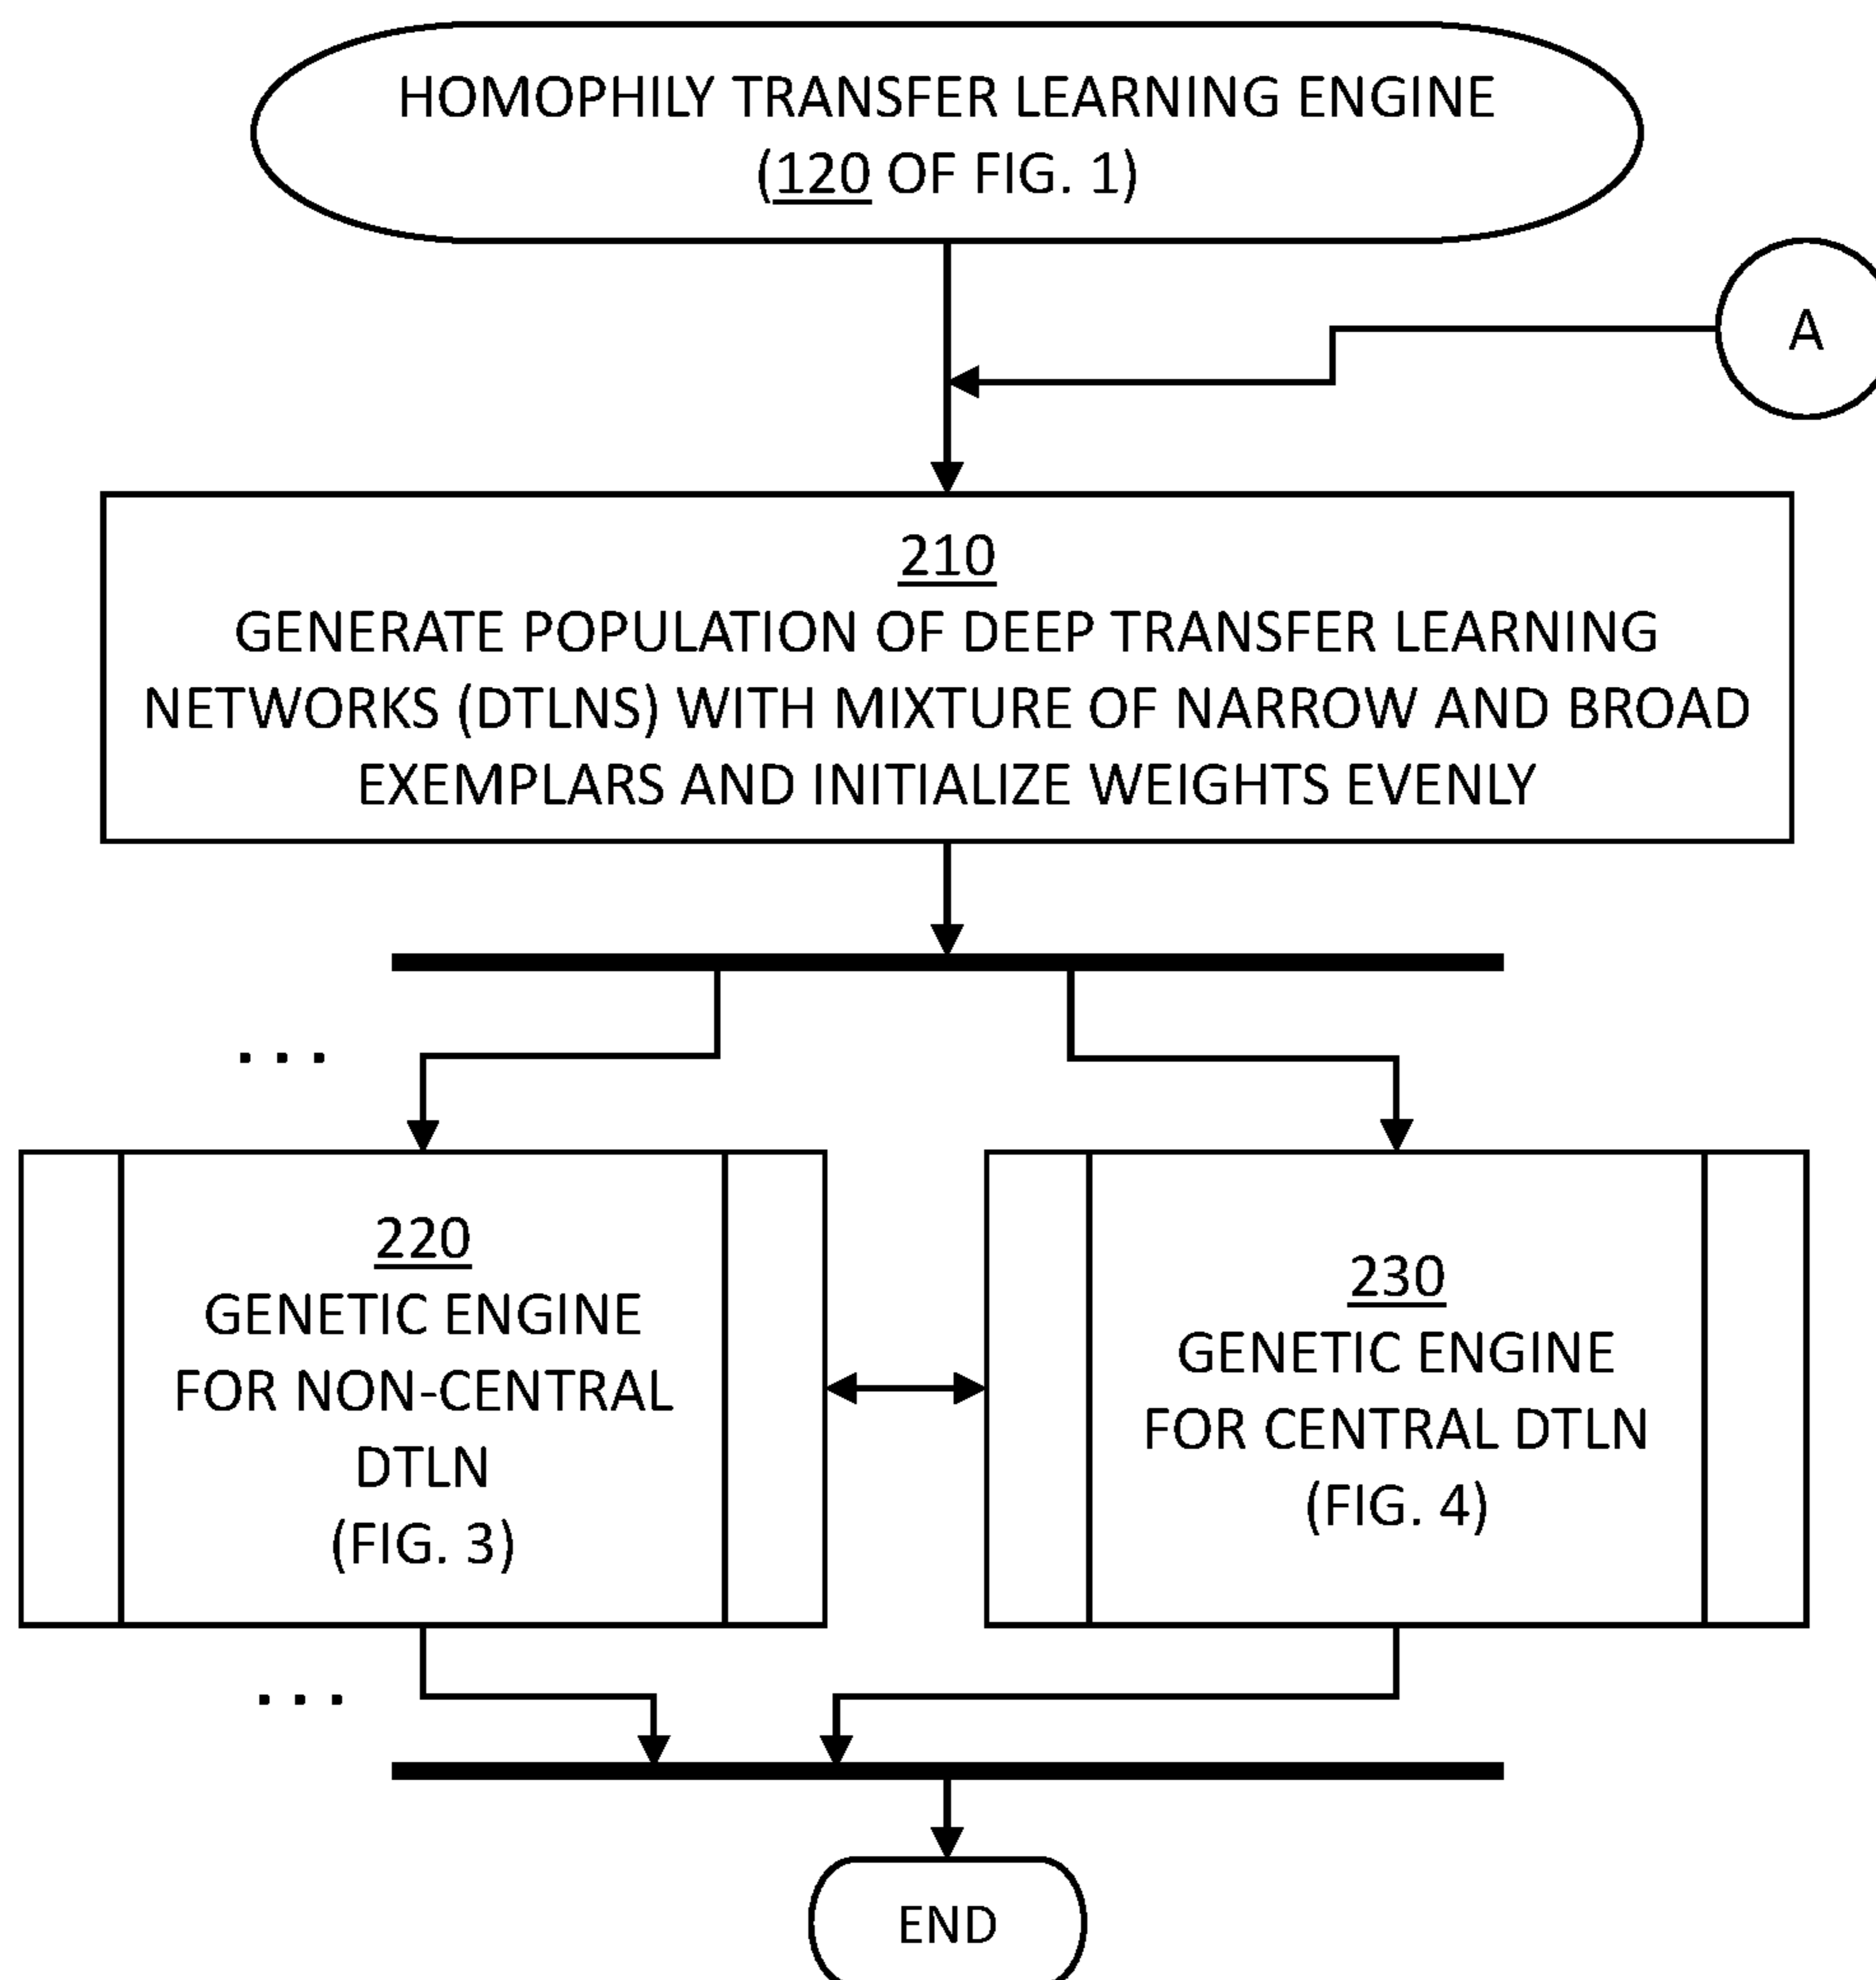 HOMOPHILY TRANSFER LEARNING ENGINE
(120 OF FIG. 1)
A
210
GENERATE POPULATION OF DEEP TRANSFER LEARNING
NETWORKS (DTLNS) WITH MIXTURE OF NARROW AND BROAD
EXEMPLARS AND INITIALIZE WEIGHTS EVENLY
...
220
GENETIC ENGINE
FOR NON-CENTRAL
DTLN
(FIG. 3)
230
GENETIC ENGINE
FOR CENTRAL DTLN
(FIG. 4)
...
END